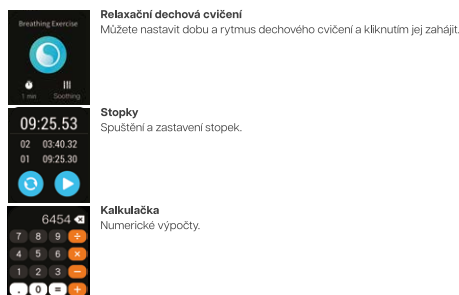 Breathing Exercise
1 min Soothing
Relaxační dechová cvičení
Můžete nastavit dobu a rytmus dechového cvičení a kliknutím jej zahájit.
09:25.53
02 03:40.32
01 09:25.30
Stopky
Spuštění a zastavení stopek.
6454
7 8 9 ÷
4 5 6 ×
1 2 3 −
. 0 = +
Kalkulačka
Numerické výpočty.